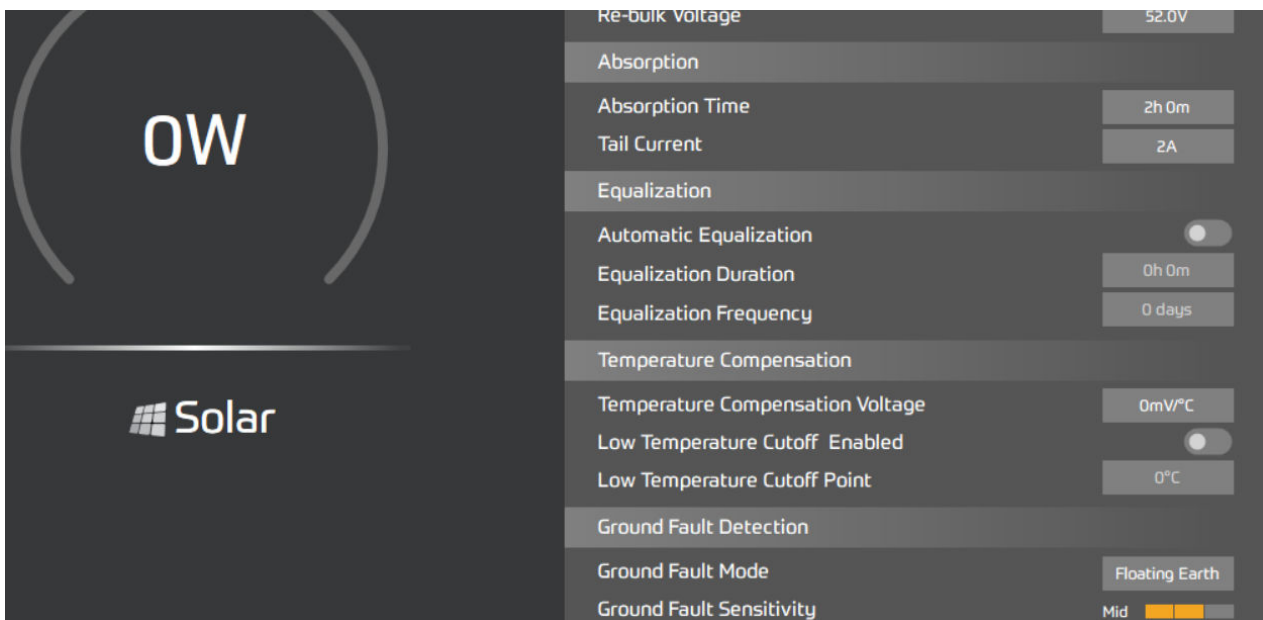 0W
Solar
Re-bulk Voltage 52.0V
Absorption
Absorption Time 2h 0m
Tail Current 2A
Equalization
Automatic Equalization
Equalization Duration 0h 0m
Equalization Frequency 0 days
Temperature Compensation
Temperature Compensation Voltage 0mV/°C
Low Temperature Cutoff Enabled
Low Temperature Cutoff Point 0°C
Ground Fault Detection
Ground Fault Mode Floating Earth
Ground Fault Sensitivity Mid